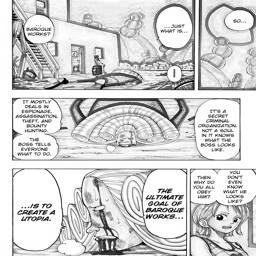 SO...
...JUST
WHAT IS...
...
BAROQUE
WORKS?
IT'S A
SECRET
CRIMINAL
ORGANIZATION.
NOT A SOUL
IN IT KNOWS
WHAT THE
BOSS LOOKS
LIKE.
IT MOSTLY
DEALS IN
ESPIONAGE,
ASSASSINATION,
THEFT, AND
BOUNTY
HUNTING.
THE
BOSS TELLS
EVERYONE
WHAT TO DO.
YOU
DON'T
EVEN
KNOW
WHAT HE
LOOKS
LIKE?
THEN
WHY DO
YOU ALL
OBEY
HIM?
THE
ULTIMATE
GOAL OF
BAROQUE
WORKS...
...IS TO
CREATE A
UTOPIA.